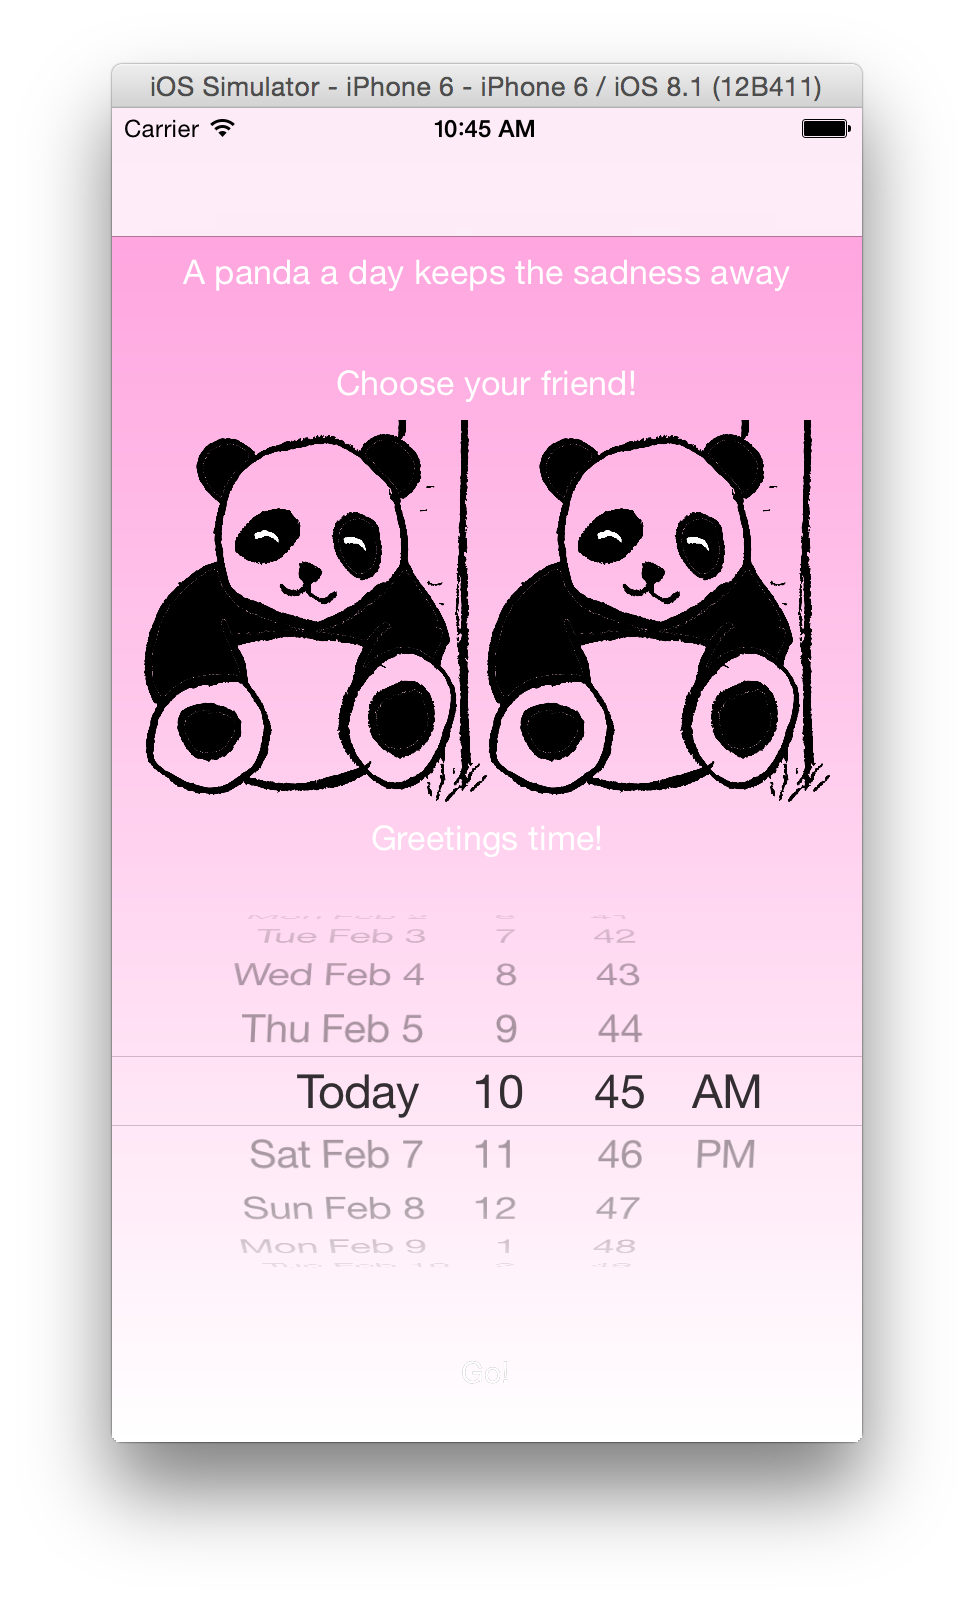 iOS Simulator - iPhone 6 - iPhone 6 / iOS 8.1 (12B411)
Carrier 10:45 AM
A panda a day keeps the sadness away
Choose your friend!
Greetings time!
Tue Feb 3 7 42
Wed Feb 4 8 43
Thu Feb 5 9 44
Today 10 45 AM
Sat Feb 7 11 46 PM
Sun Feb 8 12 47
Mon Feb 9 1 48
Go!